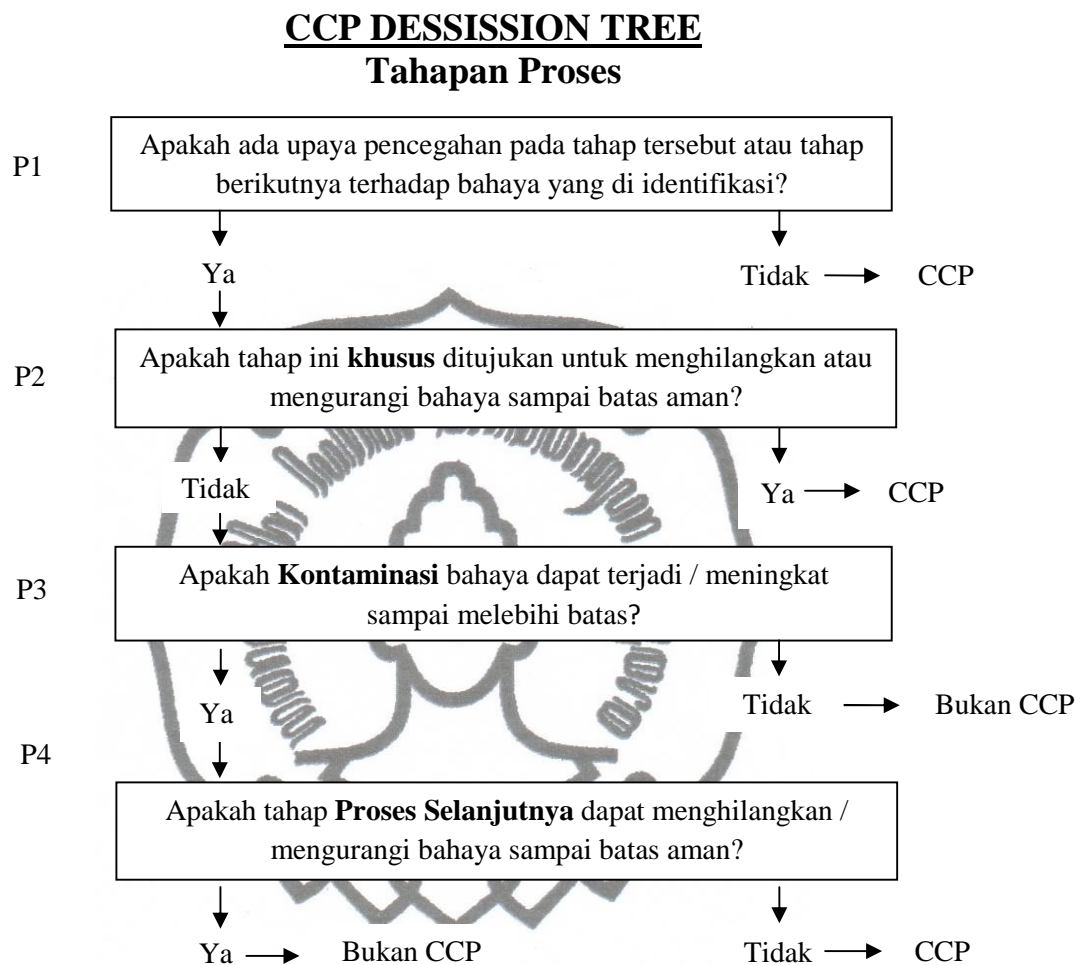 CCP DESSISSION TREE
Tahapan Proses
P1
Apakah ada upaya pencegahan pada tahap tersebut atau tahap
berikutnya terhadap bahaya yang di identifikasi?
Ya
Tidak
CCP
P2
Apakah tahap ini khusus ditujukan untuk menghilangkan atau
mengurangi bahaya sampai batas aman?
Tidak
Ya
CCP
P3
Apakah Kontaminasi bahaya dapat terjadi / meningkat
sampai melebihi batas?
Ya
Tidak
Bukan CCP
P4
Apakah tahap Proses Selanjutnya dapat menghilangkan /
mengurangi bahaya sampai batas aman?
Ya
Bukan CCP
Tidak
CCP